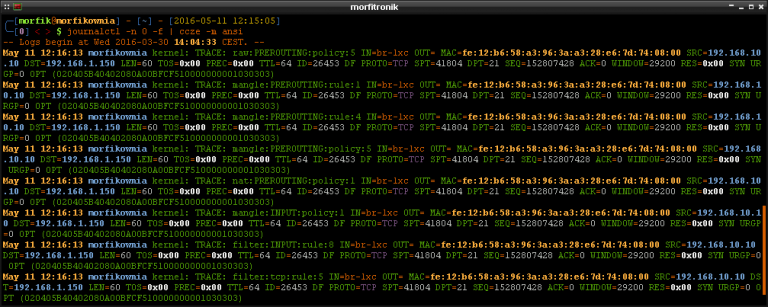 morfitronik
[morfik@morfikownia] - [~] - [2016-05-11 12:15:05]
[0] < > $ journalctl -n 0 -f | ccze -m ansi
-- Logs begin at Wed 2016-03-30 14:04:33 CEST. --
May 11 12:16:13 morfikownia kernel: TRACE: raw:PREROUTING:policy:5 IN=br-lxc OUT= MAC=fe:12:b6:58:a3:96:3a:a3:28:e6:7d:74:08:00 SRC=192.168.10
.10 DST=192.168.1.150 LEN=60 TOS=0x00 PREC=0x00 TTL=64 ID=26453 DF PROTO=TCP SPT=41804 DPT=21 SEQ=152807428 ACK=0 WINDOW=29200 RES=0x00 SYN U
RGP=0 OPT (020405B40402080A00BFCF510000000001030303)
May 11 12:16:13 morfikownia kernel: TRACE: mangle:PREROUTING:rule:1 IN=br-lxc OUT= MAC=fe:12:b6:58:a3:96:3a:a3:28:e6:7d:74:08:00 SRC=192.168.
10.10 DST=192.168.1.150 LEN=60 TOS=0x00 PREC=0x00 TTL=64 ID=26453 DF PROTO=TCP SPT=41804 DPT=21 SEQ=152807428 ACK=0 WINDOW=29200 RES=0x00 SYN
URGP=0 OPT (020405B40402080A00BFCF510000000001030303)
May 11 12:16:13 morfikownia kernel: TRACE: mangle:PREROUTING:rule:4 IN=br-lxc OUT= MAC=fe:12:b6:58:a3:96:3a:a3:28:e6:7d:74:08:00 SRC=192.168.
10.10 DST=192.168.1.150 LEN=60 TOS=0x00 PREC=0x00 TTL=64 ID=26453 DF PROTO=TCP SPT=41804 DPT=21 SEQ=152807428 ACK=0 WINDOW=29200 RES=0x00 SYN
URGP=0 OPT (020405B40402080A00BFCF510000000001030303)
May 11 12:16:13 morfikownia kernel: TRACE: mangle:PREROUTING:policy:5 IN=br-lxc OUT= MAC=fe:12:b6:58:a3:96:3a:a3:28:e6:7d:74:08:00 SRC=192.16
8.10.10 DST=192.168.1.150 LEN=60 TOS=0x00 PREC=0x00 TTL=64 ID=26453 DF PROTO=TCP SPT=41804 DPT=21 SEQ=152807428 ACK=0 WINDOW=29200 RES=0x00 SY
N URGP=0 OPT (020405B40402080A00BFCF510000000001030303)
May 11 12:16:13 morfikownia kernel: TRACE: nat:PREROUTING:policy:1 IN=br-lxc OUT= MAC=fe:12:b6:58:a3:96:3a:a3:28:e6:7d:74:08:00 SRC=192.168.1
0.10 DST=192.168.1.150 LEN=60 TOS=0x00 PREC=0x00 TTL=64 ID=26453 DF PROTO=TCP SPT=41804 DPT=21 SEQ=152807428 ACK=0 WINDOW=29200 RES=0x00 SYN
URGP=0 OPT (020405B40402080A00BFCF510000000001030303)
May 11 12:16:13 morfikownia kernel: TRACE: mangle:INPUT:policy:1 IN=br-lxc OUT= MAC=fe:12:b6:58:a3:96:3a:a3:28:e6:7d:74:08:00 SRC=192.168.10.1
0 DST=192.168.1.150 LEN=60 TOS=0x00 PREC=0x00 TTL=64 ID=26453 DF PROTO=TCP SPT=41804 DPT=21 SEQ=152807428 ACK=0 WINDOW=29200 RES=0x00 SYN URGP
=0 OPT (020405B40402080A00BFCF510000000001030303)
May 11 12:16:13 morfikownia kernel: TRACE: filter:INPUT:rule:8 IN=br-lxc OUT= MAC=fe:12:b6:58:a3:96:3a:a3:28:e6:7d:74:08:00 SRC=192.168.10.10
DST=192.168.1.150 LEN=60 TOS=0x00 PREC=0x00 TTL=64 ID=26453 DF PROTO=TCP SPT=41804 DPT=21 SEQ=152807428 ACK=0 WINDOW=29200 RES=0x00 SYN URGP=
0 OPT (020405B40402080A00BFCF510000000001030303)
May 11 12:16:13 morfikownia kernel: TRACE: filter:tcp:rule:5 IN=br-lxc OUT= MAC=fe:12:b6:58:a3:96:3a:a3:28:e6:7d:74:08:00 SRC=192.168.10.10 DS
T=192.168.1.150 LEN=60 TOS=0x00 PREC=0x00 TTL=64 ID=26453 DF PROTO=TCP SPT=41804 DPT=21 SEQ=152807428 ACK=0 WINDOW=29200 RES=0x00 SYN URGP=0 O
PT (020405B40402080A00BFCF510000000001030303)